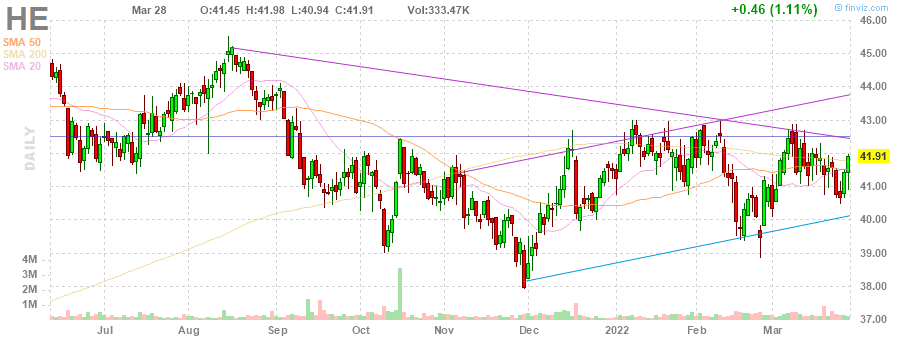 HE
Mar 28 O:41.45 H:41.98 L:40.94 C:41.91 Vol:333.47K +0.46 (1.11%)
finviz.com
SMA 50
SMA 200
SMA 20
DAILY
46.00
45.00
44.00
43.00
41.91
41.00
40.00
39.00
38.00
37.00
4M
3M
2M
1M
Jul Aug Sep Oct Nov Dec 2022 Feb Mar